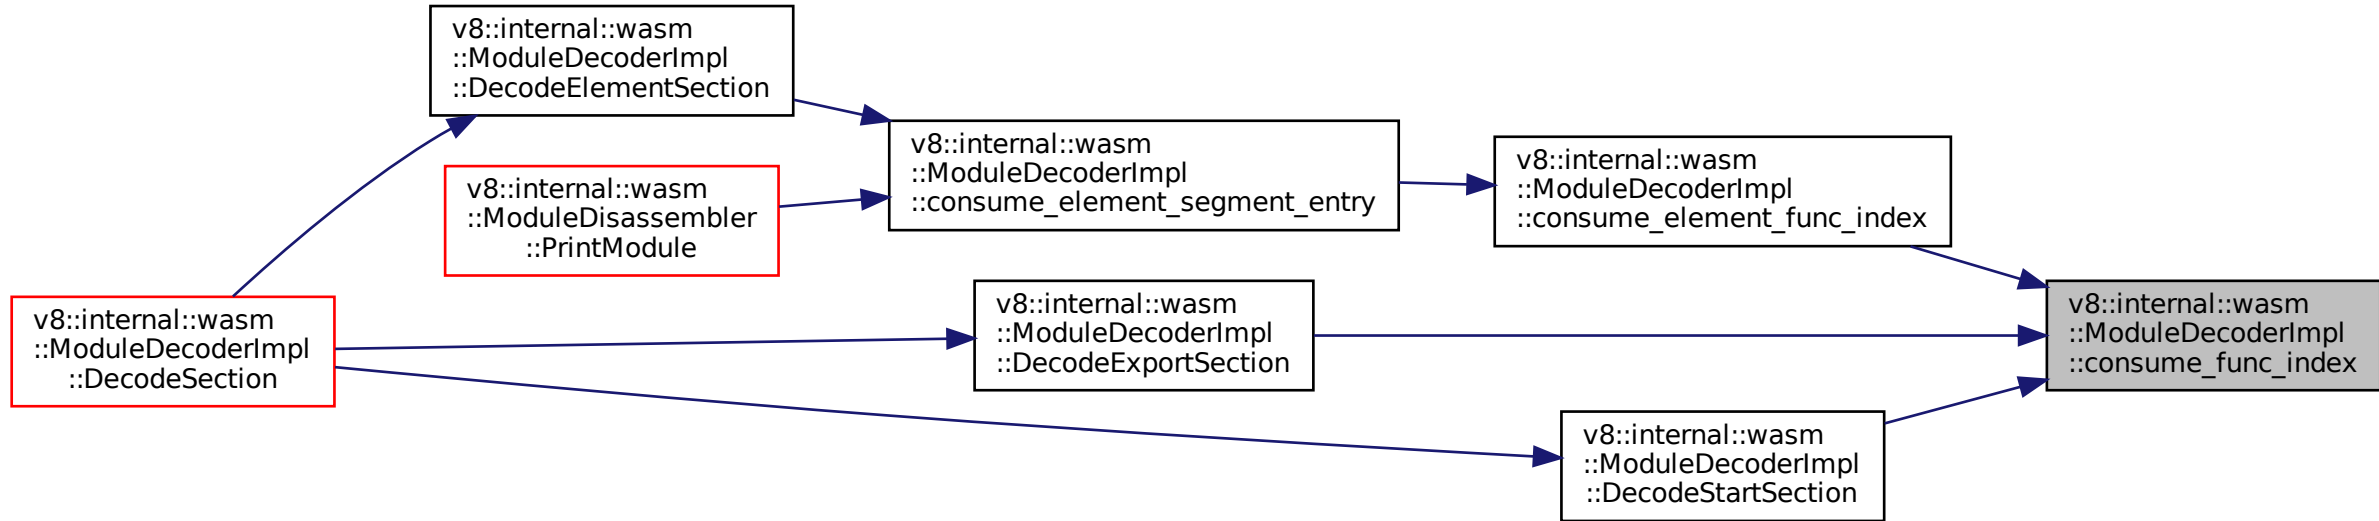 v8::internal::wasm
::ModuleDecoderImpl
::DecodeElementSection
v8::internal::wasm
::ModuleDisassembler
::PrintModule
v8::internal::wasm
::ModuleDecoderImpl
::DecodeSection
v8::internal::wasm
::ModuleDecoderImpl
::consume_element_segment_entry
v8::internal::wasm
::ModuleDecoderImpl
::DecodeExportSection
v8::internal::wasm
::ModuleDecoderImpl
::consume_element_func_index
v8::internal::wasm
::ModuleDecoderImpl
::DecodeStartSection
v8::internal::wasm
::ModuleDecoderImpl
::consume_func_index